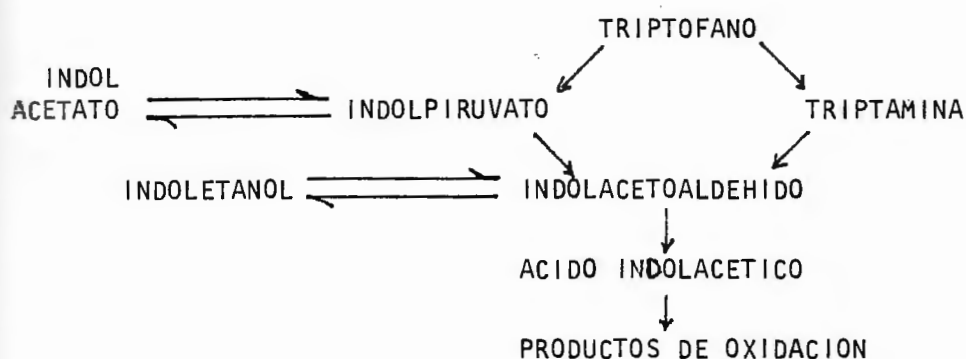 TRIPTOFANO
INDOL
ACETATO
INDOLPIRUVATO
TRIPTAMINA
INDOLETANOL
INDOLACETOALDEHIDO
ACIDO INDOLACETICO
PRODUCTOS DE OXIDACION